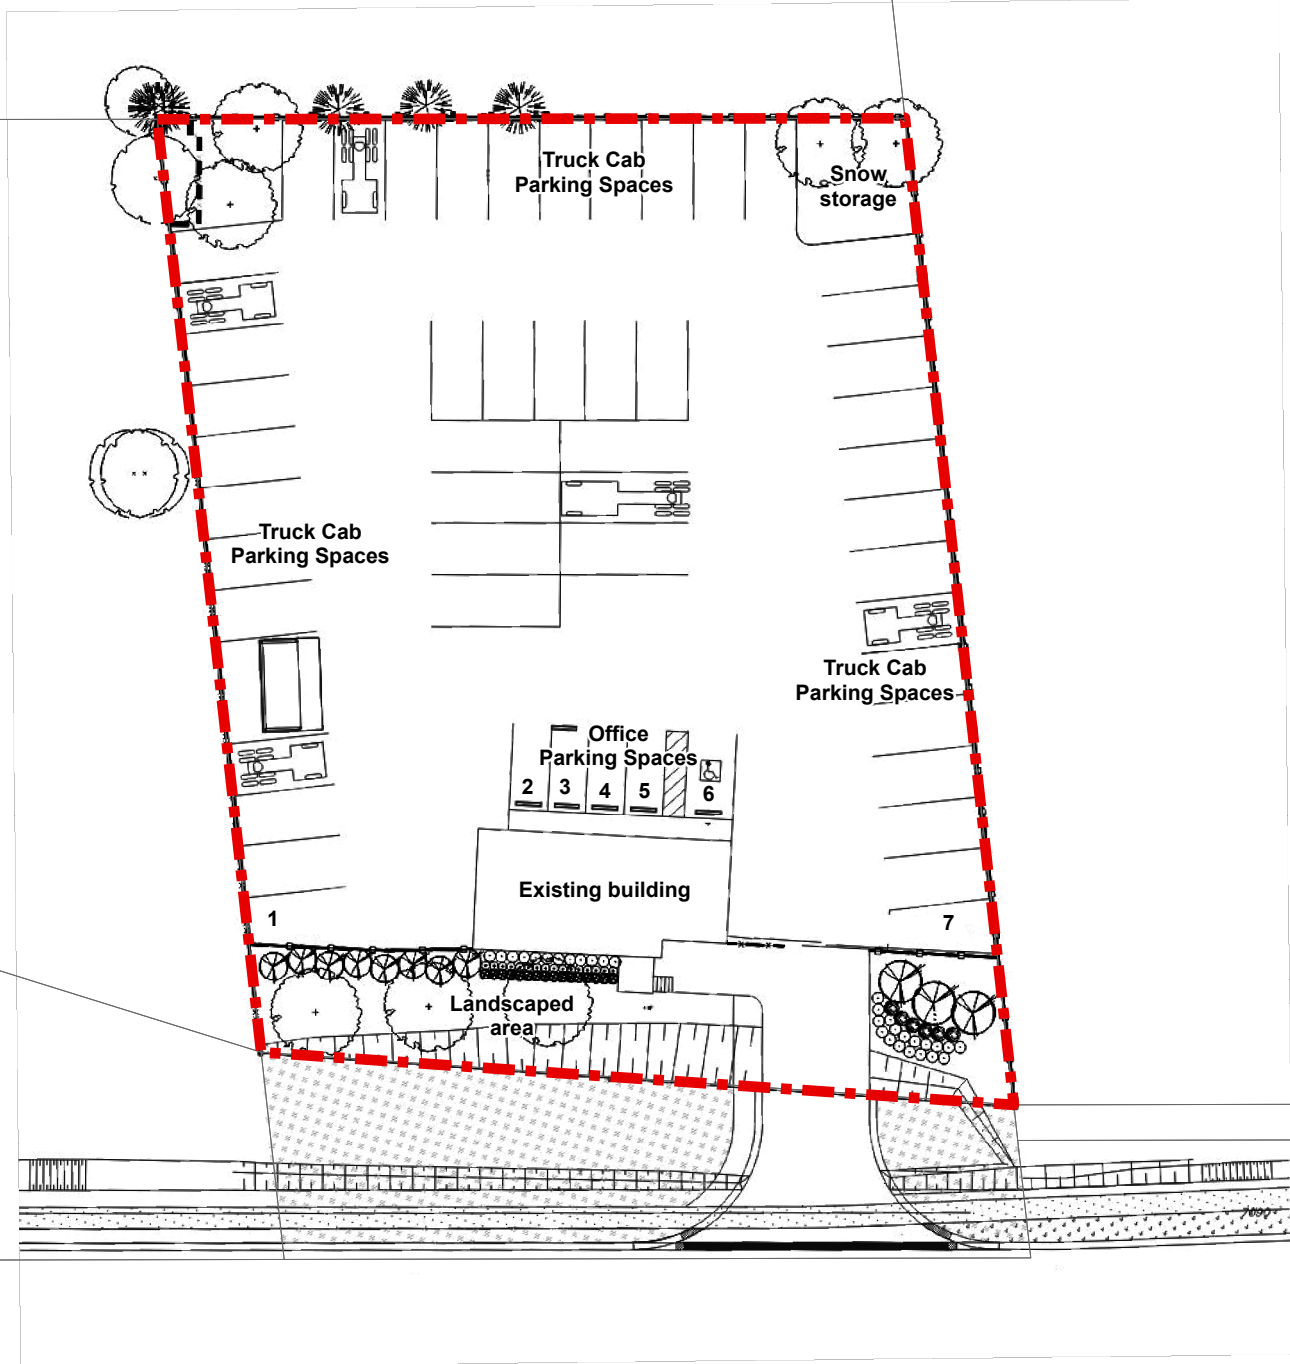 Truck Cab
Parking Spaces
Snow
storage
Truck Cab
Parking Spaces
Truck Cab
Parking Spaces
Office
Parking Spaces
2 3 4 5 6
Existing building
1
7
Landscaped
area